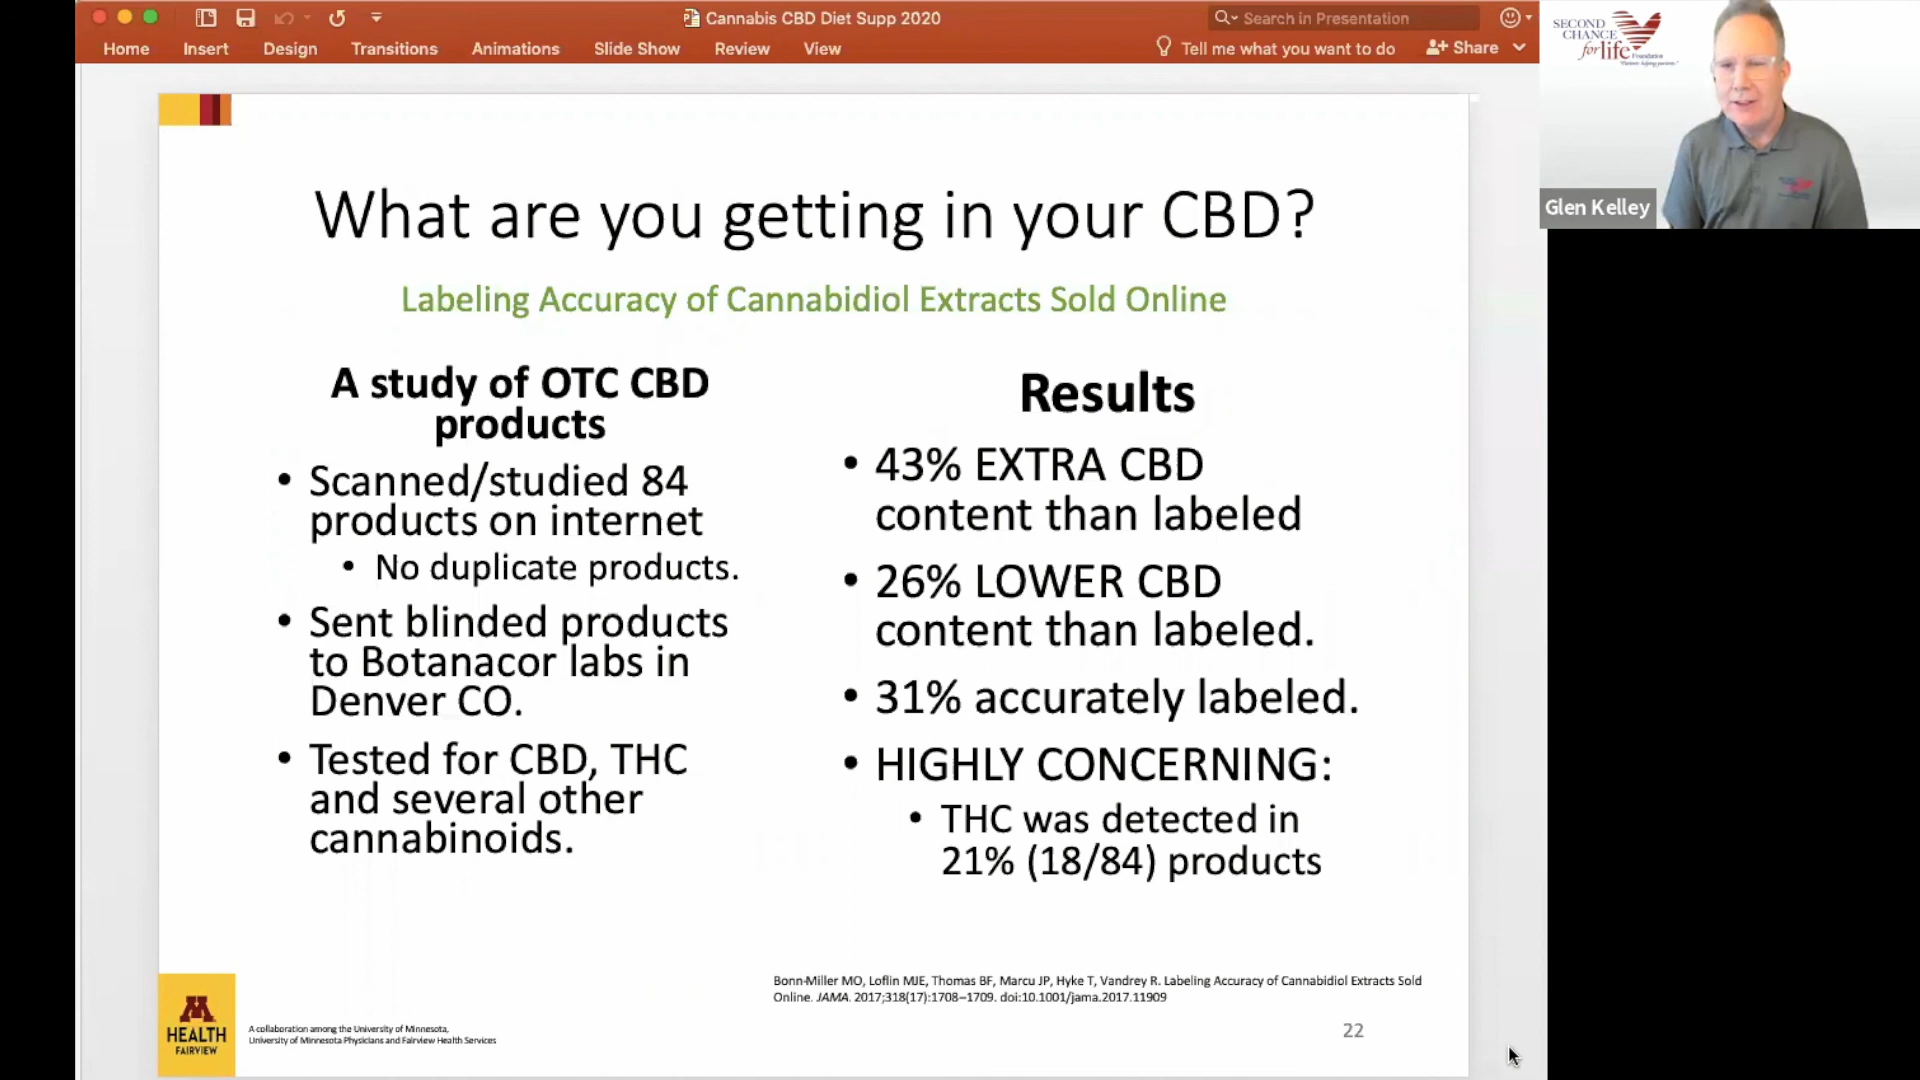 Cannabis CBD Diet Supp 2020
Search in Presentation
Home Insert Design Transitions Animations Slide Show Review View
Tell me what you want to do
Share
SECOND
CHANCE
for life
Foundation
Glen Kelley
What are you getting in your CBD?
Labeling Accuracy of Cannabidiol Extracts Sold Online
A study of OTC CBD
products
• Scanned/studied 84
products on internet
• No duplicate products.
• Sent blinded products
to Botanacor labs in
Denver CO.
• Tested for CBD, THC
and several other
cannabinoids.
Results
• 43% EXTRA CBD
content than labeled
• 26% LOWER CBD
content than labeled.
• 31% accurately labeled.
• HIGHLY CONCERNING:
• THC was detected in
21% (18/84) products
Bonn-Miller MO, Loflin MJE, Thomas BF, Marcu JP, Hyke T, Vandrey R. Labeling Accuracy of Cannabidiol Extracts Sold
Online. JAMA. 2017;318(17):1708–1709. doi:10.1001/jama.2017.11909
M
HEALTH
FAIRVIEW
A collaboration among the University of Minnesota,
University of Minnesota Physicians and Fairview Health Services
22